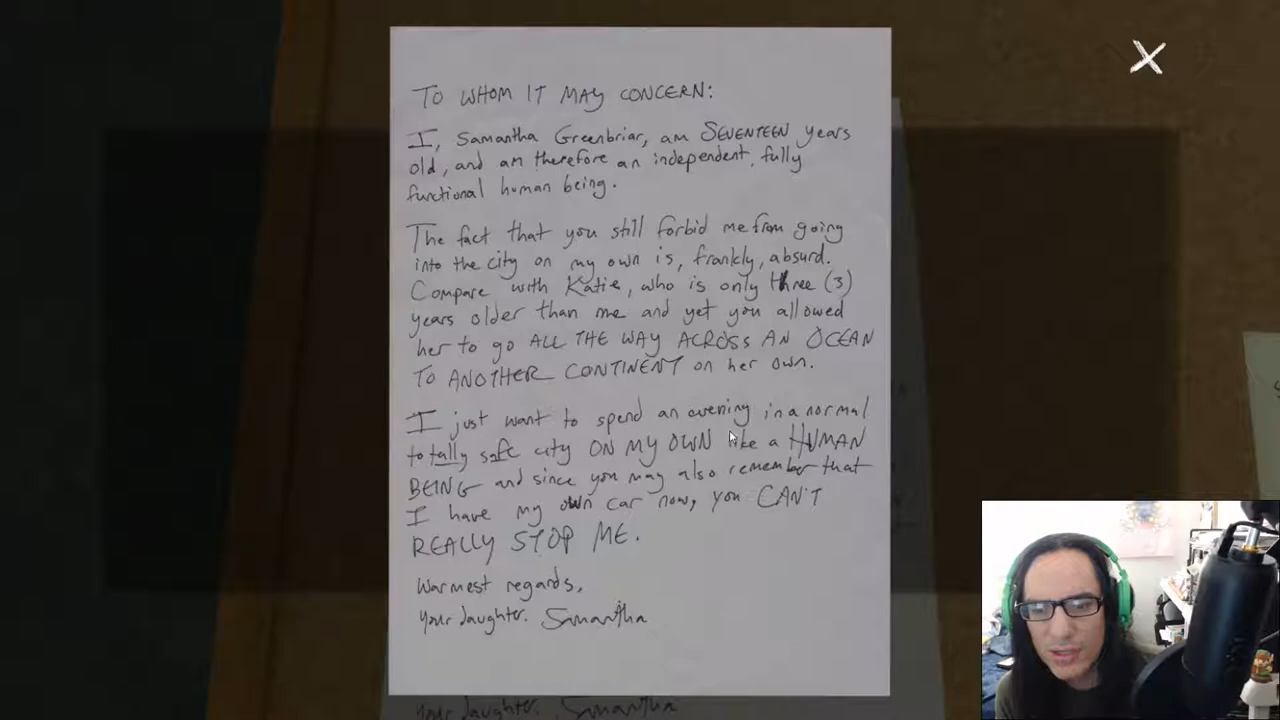 TO WHOM IT MAY CONCERN:
I, Samantha Greenbriar, am SEVENTEEN years
old, and am therefore an independent, fully
functional human being.
The fact that you still forbid me from going
into the city on my own is, frankly, absurd.
Compare with Katie, who is only three (3)
years older than me and yet you allowed
her to go ALL THE WAY ACROSS AN OCEAN
TO ANOTHER CONTINENT on her own.
I just want to spend an evening in a normal
totally safe city ON MY OWN like a HUMAN
BEING and since you may also remember that
I have my own car now, you CAN'T
REALLY STOP ME.
Warmest regards,
Your daughter. Samantha
Your daughter. Samantha